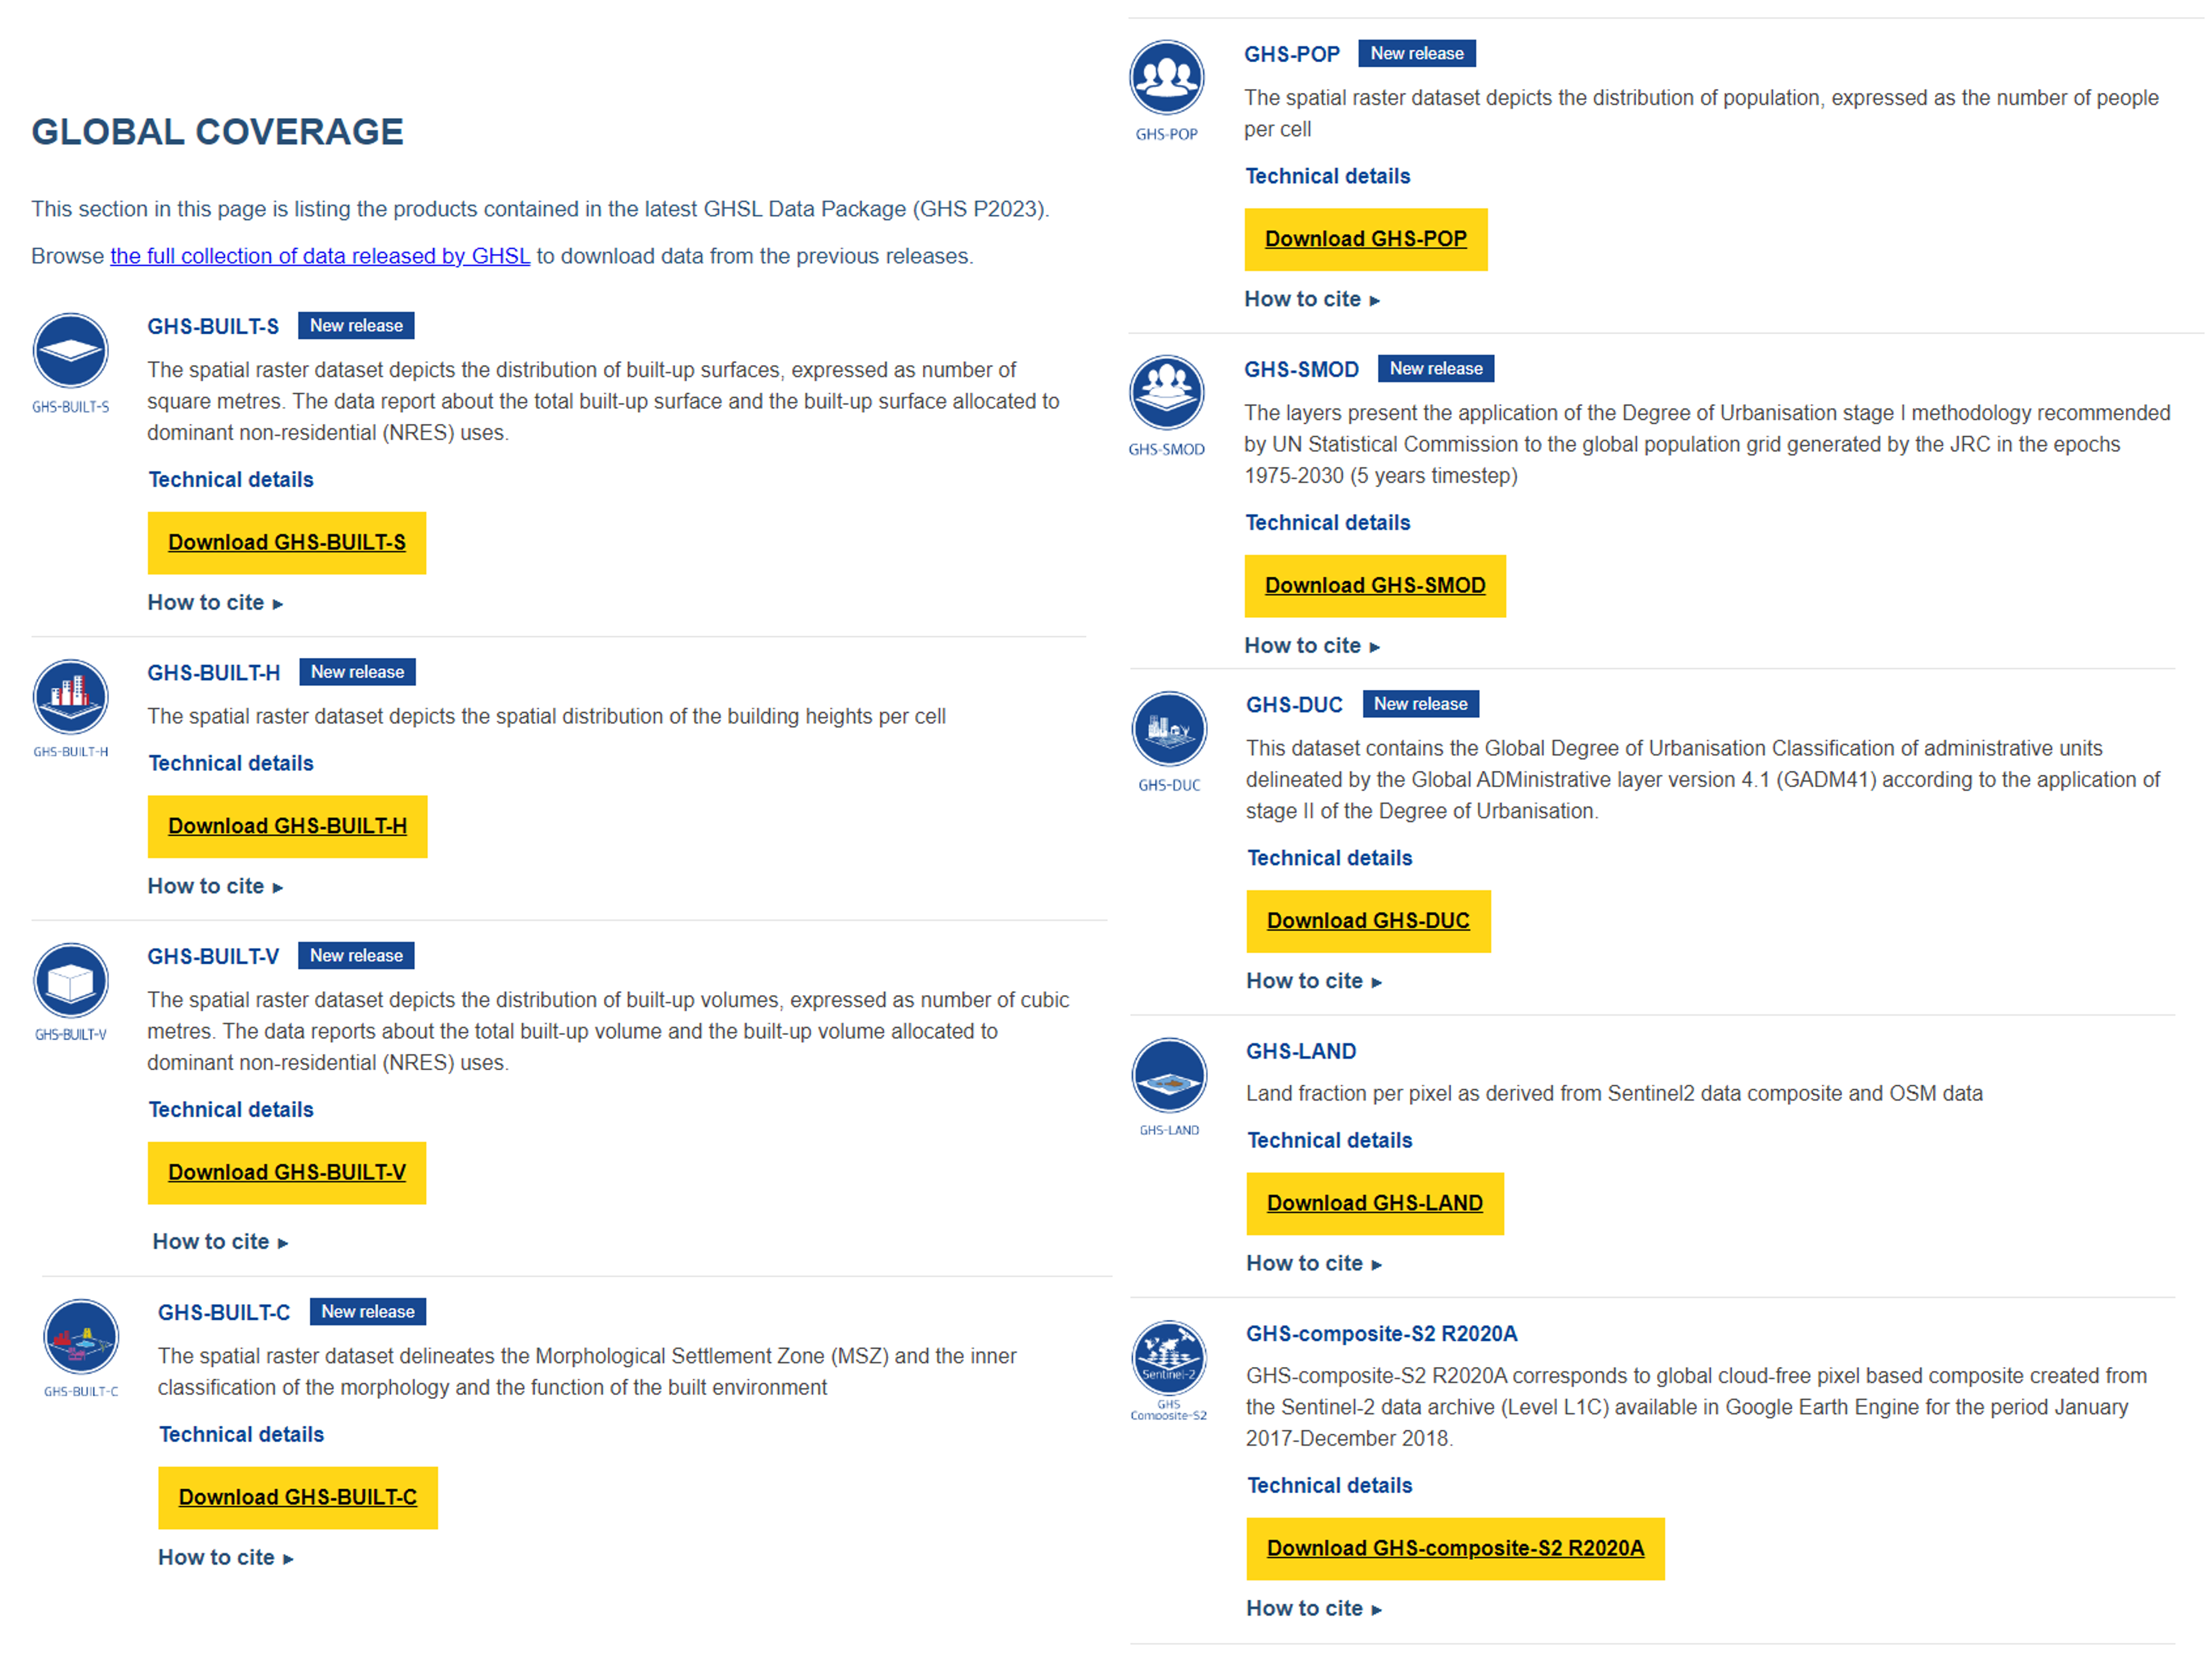 GLOBAL COVERAGE
This section in this page is listing the products contained in the latest GHSL Data Package (GHS P2023).
Browse the full collection of data released by GHSL to download data from the previous releases.
GHS-BUILT-S
GHS-BUILT-S New release
The spatial raster dataset depicts the distribution of built-up surfaces, expressed as number of
square metres. The data report about the total built-up surface and the built-up surface allocated to
dominant non-residential (NRES) uses.
Technical details
Download GHS-BUILT-S
How to cite ▸
GHS-BUILT-H
GHS-BUILT-H New release
The spatial raster dataset depicts the spatial distribution of the building heights per cell
Technical details
Download GHS-BUILT-H
How to cite ▸
GHS-BUILT-V
GHS-BUILT-V New release
The spatial raster dataset depicts the distribution of built-up volumes, expressed as number of cubic
metres. The data reports about the total built-up volume and the built-up volume allocated to
dominant non-residential (NRES) uses.
Technical details
Download GHS-BUILT-V
How to cite ▸
GHS-BUILT-C
GHS-BUILT-C New release
The spatial raster dataset delineates the Morphological Settlement Zone (MSZ) and the inner
classification of the morphology and the function of the built environment
Technical details
Download GHS-BUILT-C
How to cite ▸
GHS-POP
GHS-POP New release
The spatial raster dataset depicts the distribution of population, expressed as the number of people
per cell
Technical details
Download GHS-POP
How to cite ▸
GHS-SMOD
GHS-SMOD New release
The layers present the application of the Degree of Urbanisation stage I methodology recommended
by UN Statistical Commission to the global population grid generated by the JRC in the epochs
1975-2030 (5 years timestep)
Technical details
Download GHS-SMOD
How to cite ▸
GHS-DUC
GHS-DUC New release
This dataset contains the Global Degree of Urbanisation Classification of administrative units
delineated by the Global ADMinistrative layer version 4.1 (GADM41) according to the application of
stage II of the Degree of Urbanisation.
Technical details
Download GHS-DUC
How to cite ▸
GHS-LAND
GHS-LAND
Land fraction per pixel as derived from Sentinel2 data composite and OSM data
Technical details
Download GHS-LAND
How to cite ▸
Sentinel-2
GHS
Composite-S2
GHS-composite-S2 R2020A
GHS-composite-S2 R2020A corresponds to global cloud-free pixel based composite created from
the Sentinel-2 data archive (Level L1C) available in Google Earth Engine for the period January
2017-December 2018.
Technical details
Download GHS-composite-S2 R2020A
How to cite ▸